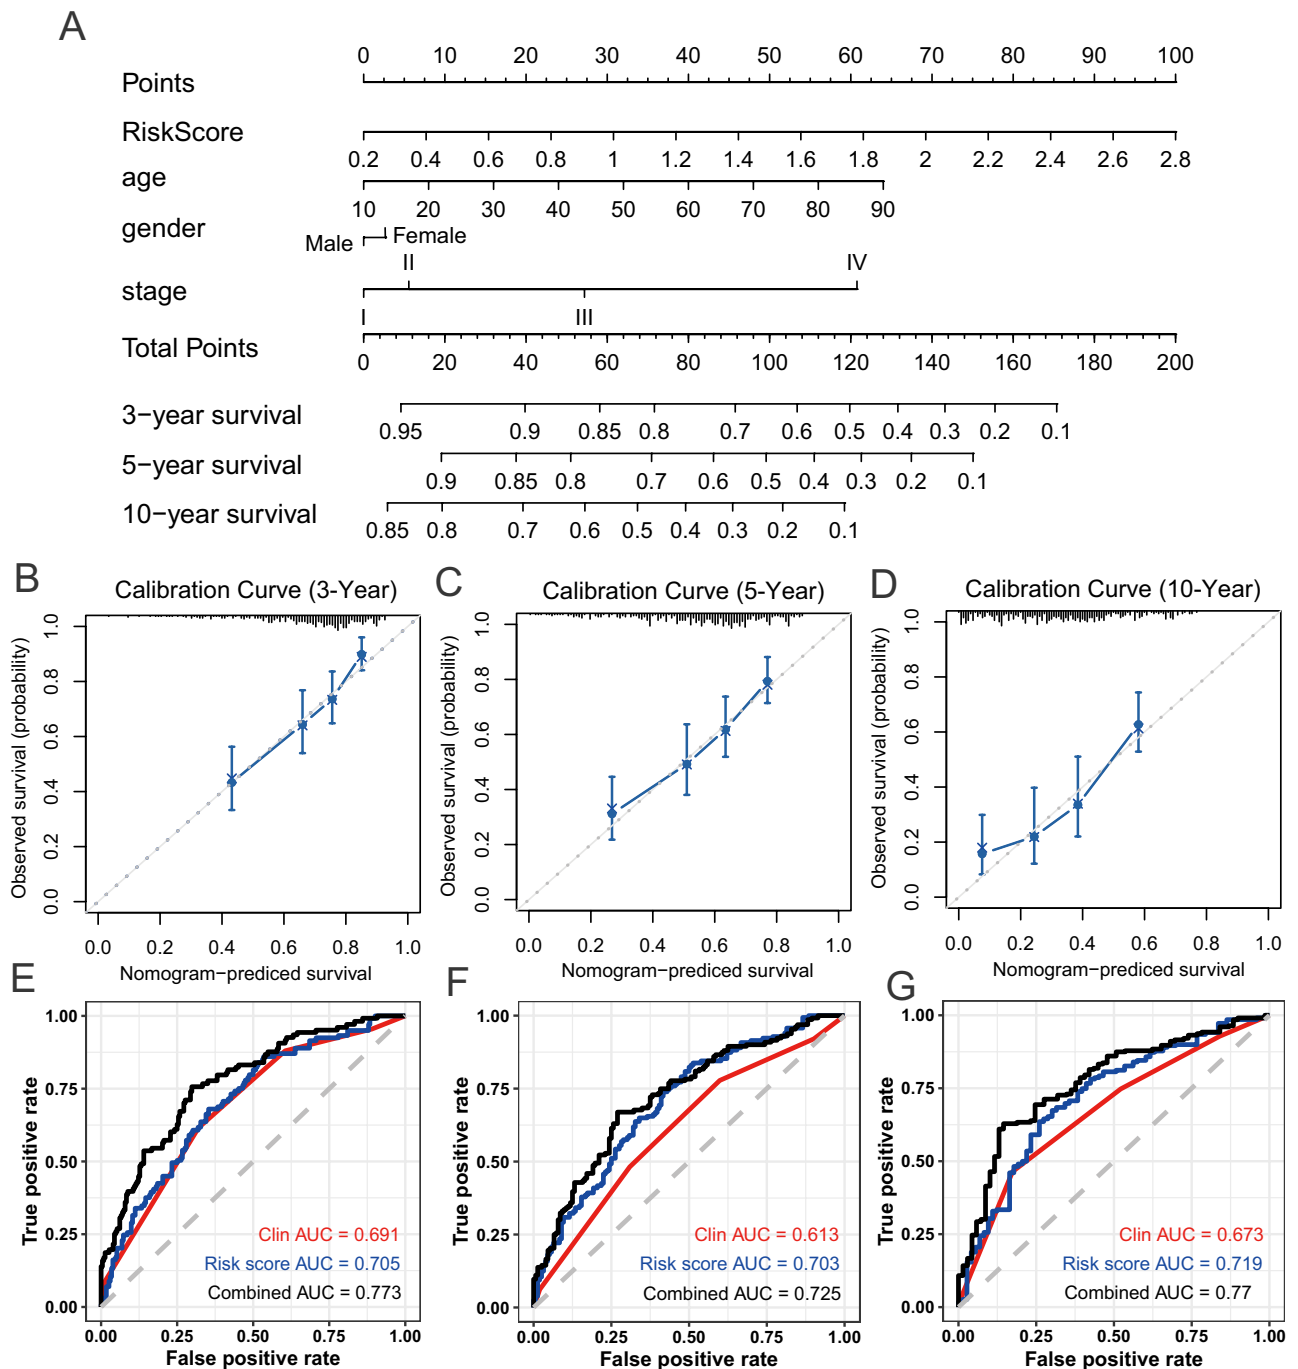 A
0 10 20 30 40 50 60 70 80 90 100
Points
RiskScore
0.2 0.4 0.6 0.8 1 1.2 1.4 1.6 1.8 2 2.2 2.4 2.6 2.8
age
10 20 30 40 50 60 70 80 90
gender
Male Female
II IV
stage
I III
Total Points
0 20 40 60 80 100 120 140 160 180 200
3−year survival
0.95 0.9 0.85 0.8 0.7 0.6 0.5 0.4 0.3 0.2 0.1
5−year survival
0.9 0.85 0.8 0.7 0.6 0.5 0.4 0.3 0.2 0.1
10−year survival
0.85 0.8 0.7 0.6 0.5 0.4 0.3 0.2 0.1
B
Calibration Curve (3-Year)
Observed survival (probability)
1.0
0.8
0.6
0.4
0.2
0.0
0.0 0.2 0.4 0.6 0.8 1.0
Nomogram−prediced survival
C
Calibration Curve (5-Year)
Observed survival (probability)
1.0
0.8
0.6
0.4
0.2
0.0
0.0 0.2 0.4 0.6 0.8 1.0
Nomogram−prediced survival
D
Calibration Curve (10-Year)
Observed survival (probability)
1.0
0.8
0.6
0.4
0.2
0.0
0.0 0.2 0.4 0.6 0.8 1.0
Nomogram−prediced survival
E
True positive rate
1.00
0.75
0.50
0.25
0.00
Clin AUC = 0.691
Risk score AUC = 0.705
Combined AUC = 0.773
0.00 0.25 0.50 0.75 1.00
False positive rate
F
True positive rate
1.00
0.75
0.50
0.25
0.00
Clin AUC = 0.613
Risk score AUC = 0.703
Combined AUC = 0.725
0.00 0.25 0.50 0.75 1.00
False positive rate
G
True positive rate
1.00
0.75
0.50
0.25
0.00
Clin AUC = 0.673
Risk score AUC = 0.719
Combined AUC = 0.77
0.00 0.25 0.50 0.75 1.00
False positive rate